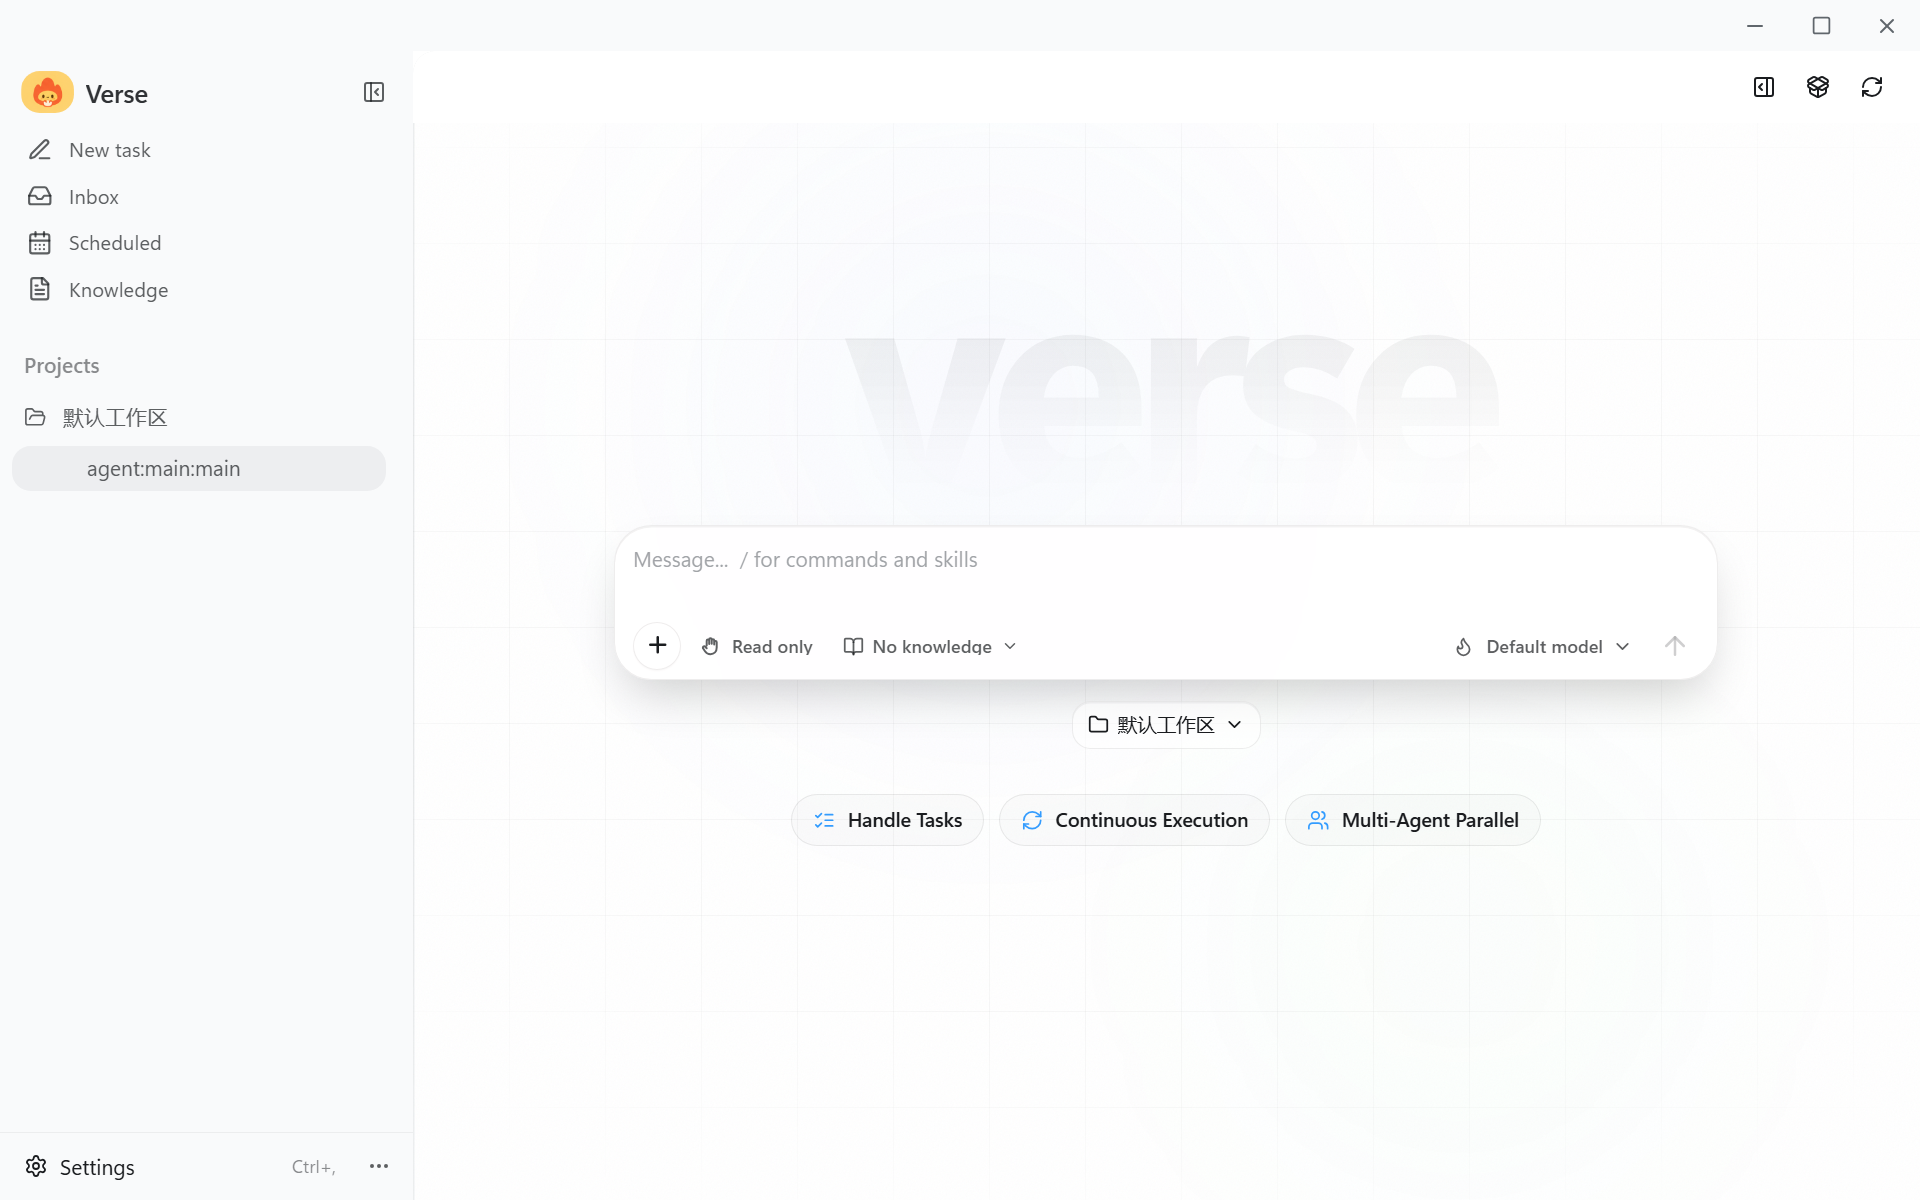 Verse
New task
Inbox
Scheduled
Knowledge
Projects
默认工作区
agent:main:main
Settings Ctrl+,
verse
Message... / for commands and skills
Read only No knowledge Default model
默认工作区
Handle Tasks Continuous Execution Multi-Agent Parallel